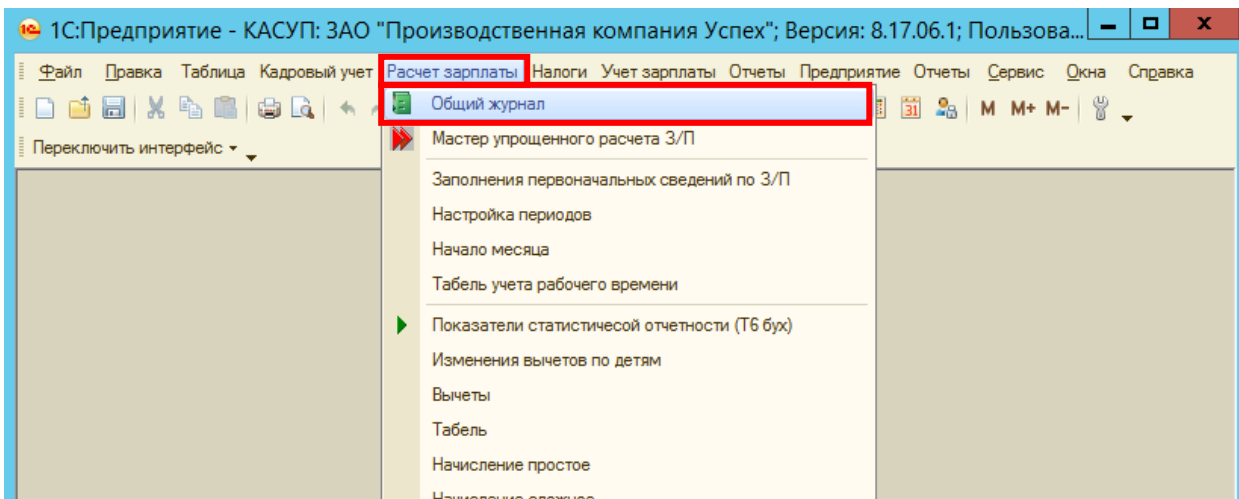 1С:Предприятие - КАСУП: ЗАО "Производственная компания Успех"; Версия: 8.17.06.1; Пользова...
Файл Правка Таблица Кадровый учет Расчет зарплаты Налоги Учет зарплаты Отчеты Предприятие Отчеты Сервис Окна Справка
31 M M+ M-
Общий журнал
Мастер упрощенного расчета З/П
Переключить интерфейс
Заполнения первоначальных сведений по З/П
Настройка периодов
Начало месяца
Табель учета рабочего времени
Показатели статистичесой отчетности (Т6 бух)
Изменения вычетов по детям
Вычеты
Табель
Начисление простое
Начисление сложное